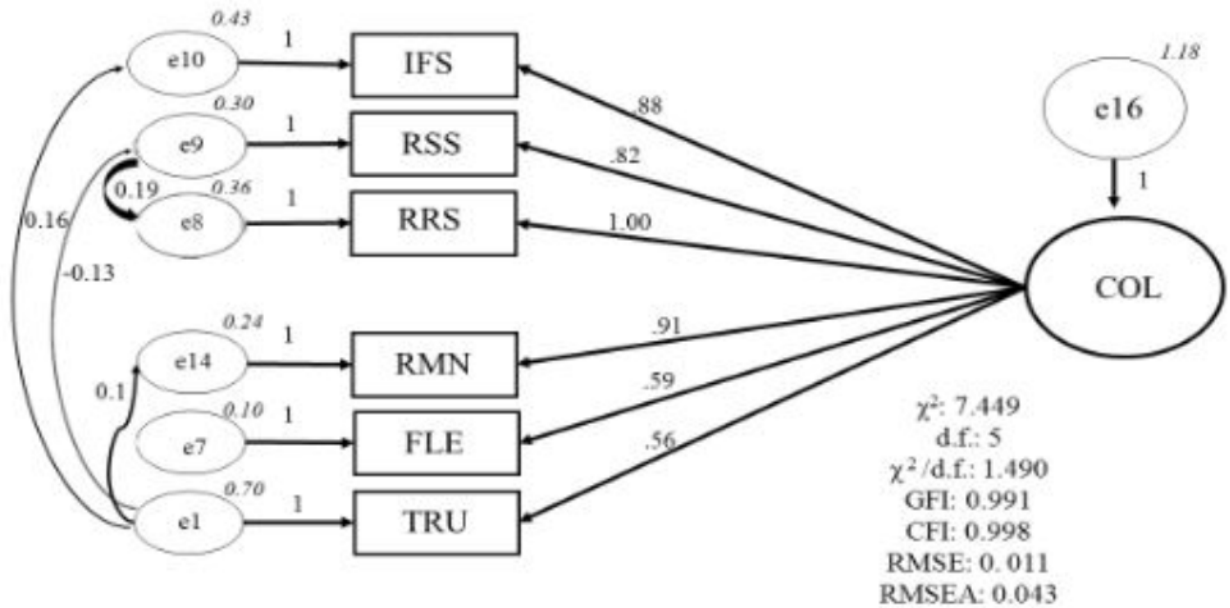 0.43
e10
1
IFS
0.30
e9
1
RSS
0.19
0.36
e8
1
RRS
0.16
-0.13
0.24
e14
1
RMN
0.1
0.10
e7
1
FLE
0.70
e1
1
TRU
.88
.82
1.00
.91
.59
.56
1.18
e16
1
COL
χ²: 7.449
d.f.: 5
χ²/d.f.: 1.490
GFI: 0.991
CFI: 0.998
RMSE: 0. 011
RMSEA: 0.043